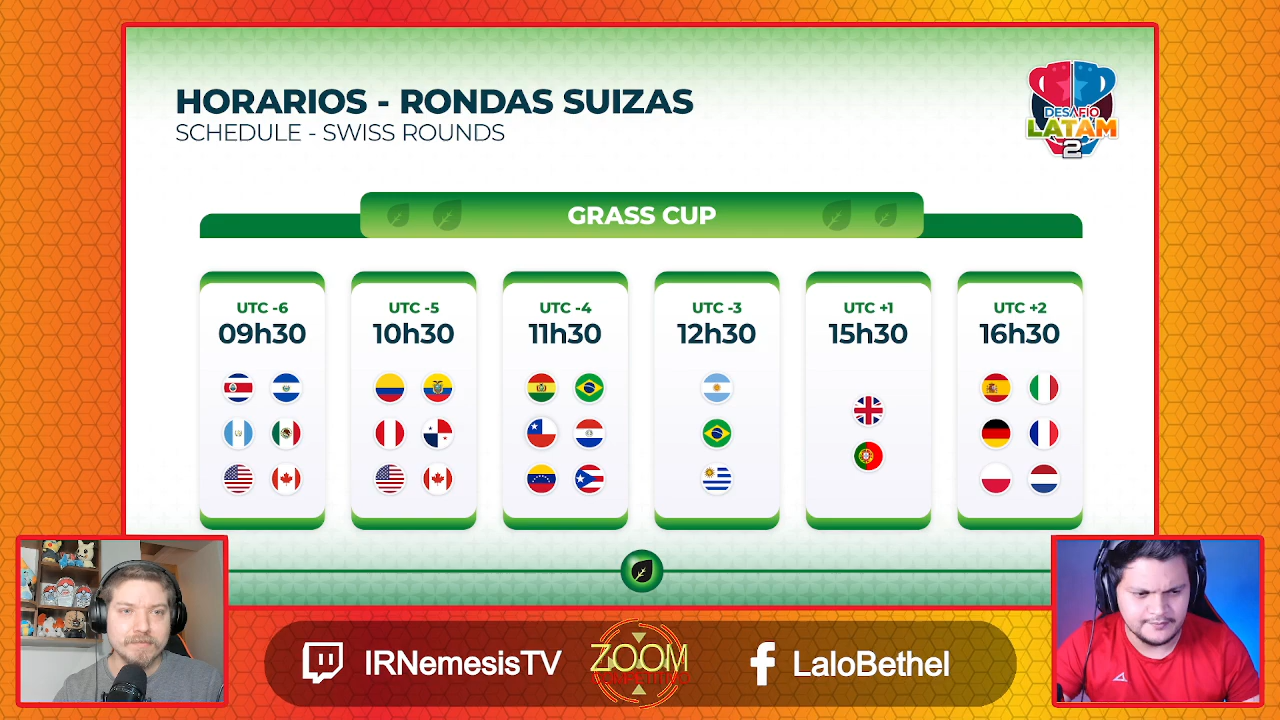 HORARIOS - RONDAS SUIZAS
SCHEDULE - SWISS ROUNDS
DESAFÍO
LATAM
2
GRASS CUP
UTC -6
09h30
UTC -5
10h30
UTC -4
11h30
UTC -3
12h30
UTC +1
15h30
UTC +2
16h30
IRNemesisTV
ZOOM
COMPETITIVO
LaloBethel